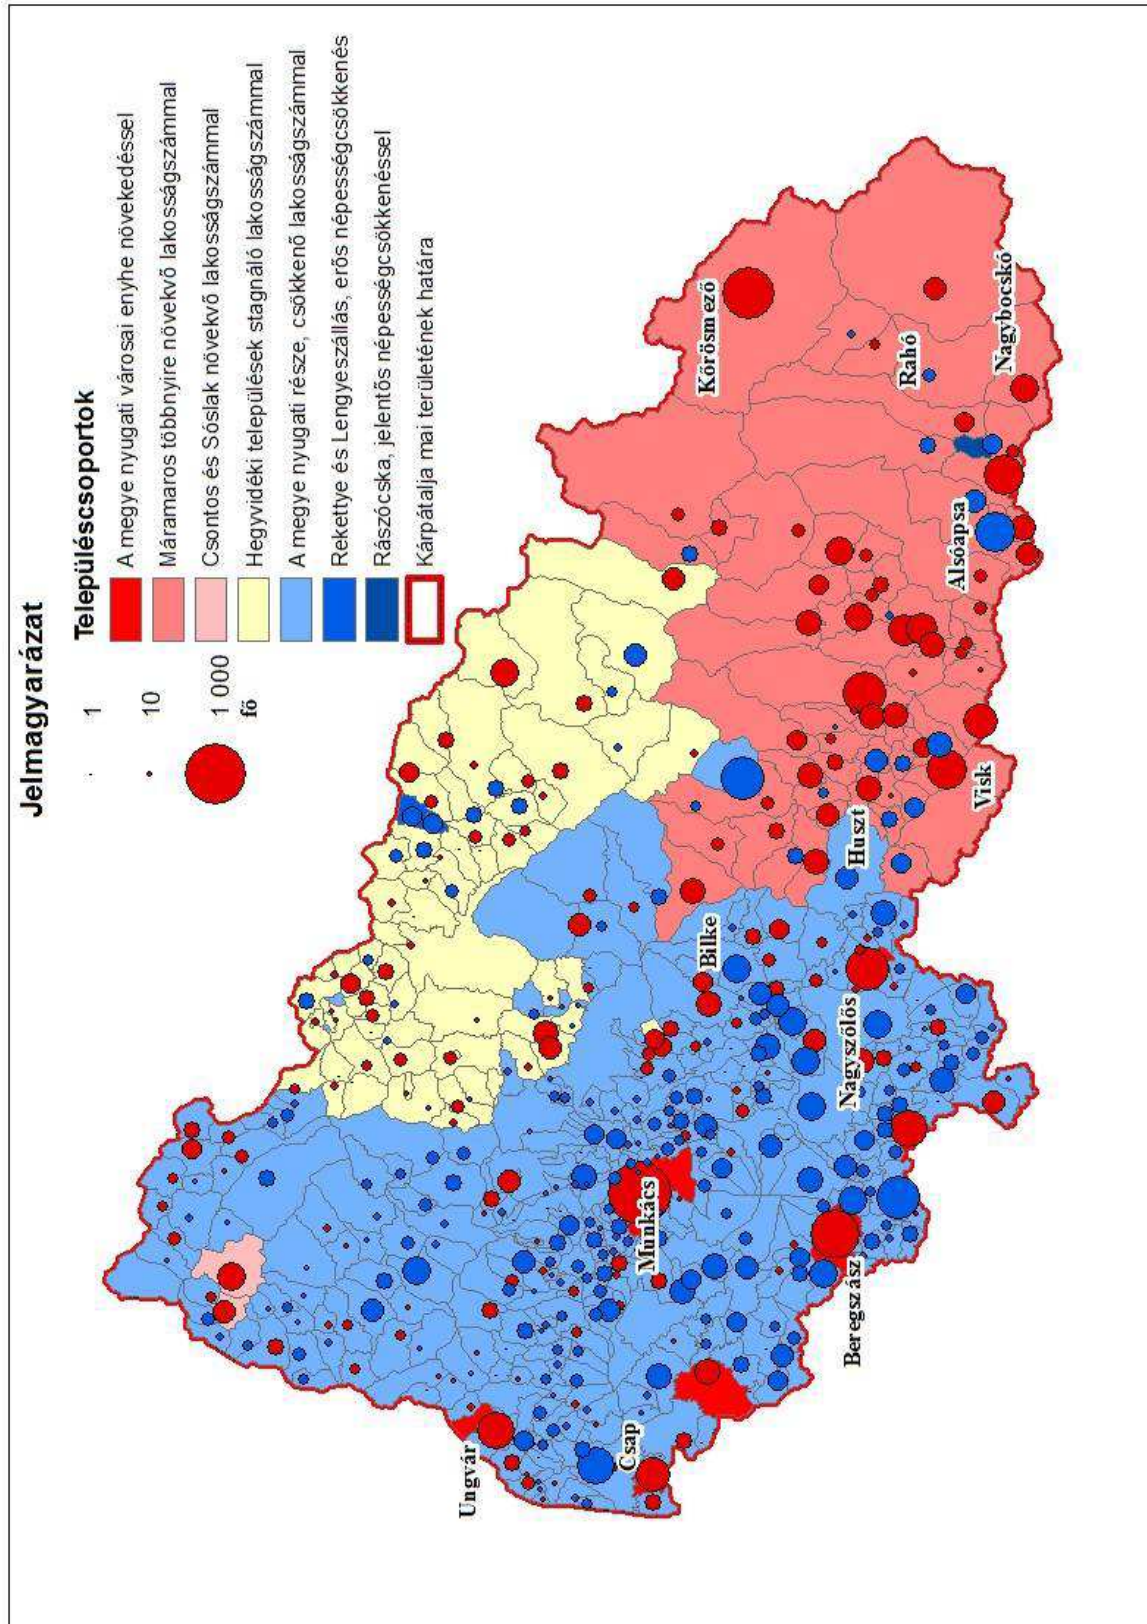 Jelmagyarázat
1
10
1 000
fő
Településcsoportok
A megye nyugati városai enyhe növekedéssel
Máramaros többnyire növekvő lakosságszámmal
Csontos és Sóslak növekvő lakosságszámmal
Hegyvidéki települések stagnáló lakosságszámmal
A megye nyugati része, csökkenő lakosságszámmal
Rekettye és Lengyeszállás, erős népességcsökkenés
Rászócska, jelentős népességcsökkenéssel
Kárpátalja mai területének határa
Ungvár
Csap
Munkács
Beregszász
Nagyszőlős
Bilke
Huszt
Visk
Alsóapsa
Kőrösmező
Rahó
Nagybocskó